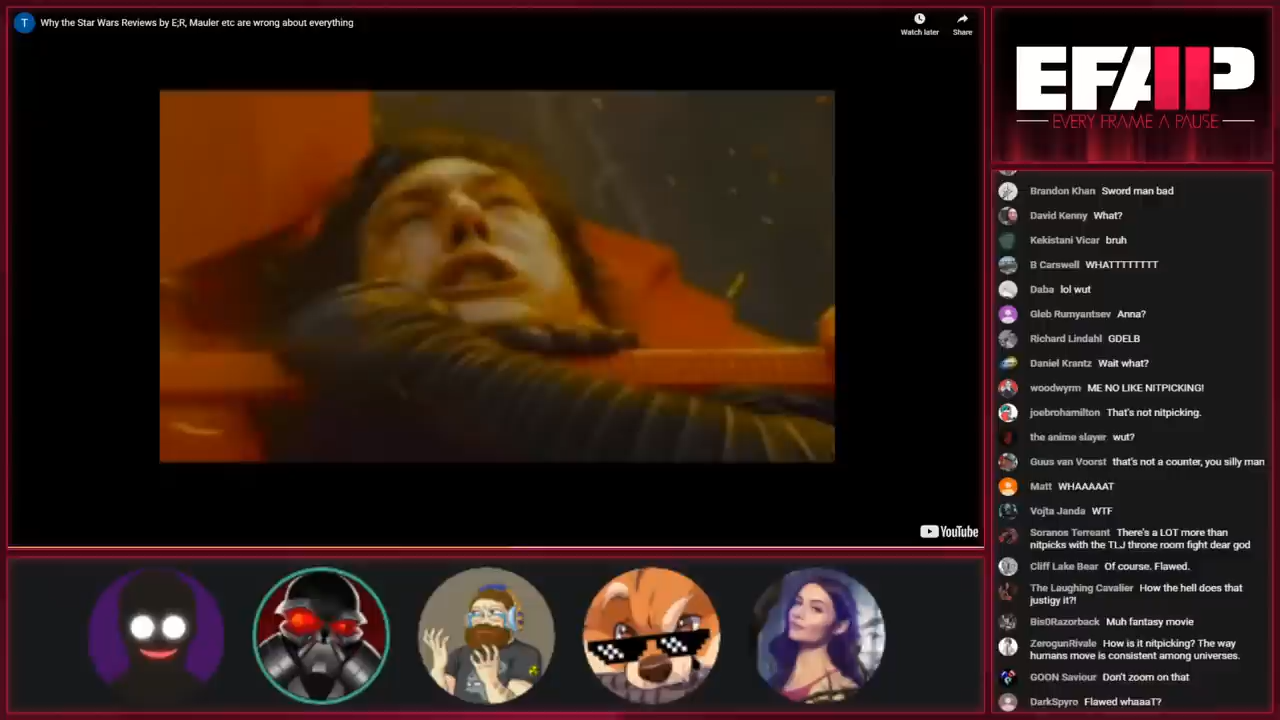 T
Why the Star Wars Reviews by E;R, Mauler etc are wrong about everything
Watch later
Share
YouTube
EFAP
EVERY FRAME A PAUSE
Brandon Khan Sword man bad
David Kenny What?
Kekistani Vicar bruh
B Carswell WHATTTTTTTT
Daba lol wut
Gleb Rumyantsev Anna?
Richard Lindahl GDELB
Daniel Krantz Wait what?
woodwyrm ME NO LIKE NITPICKING!
joebrohamilton That's not nitpicking.
the anime slayer wut?
Guus van Voorst that's not a counter, you silly man
Matt WHAAAAAT
Vojta Janda WTF
Soranos Terreant There's a LOT more than
nitpicks with the TLJ throne room fight dear god
Cliff Lake Bear Of course. Flawed.
The Laughing Cavalier How the hell does that
justigy it?!
Bis0Razorback Muh fantasy movie
ZerogunRivale How is it nitpicking? The way
humans move is consistent among universes.
GOON Saviour Don't zoom on that
DarkSpyro Flawed whaaaT?